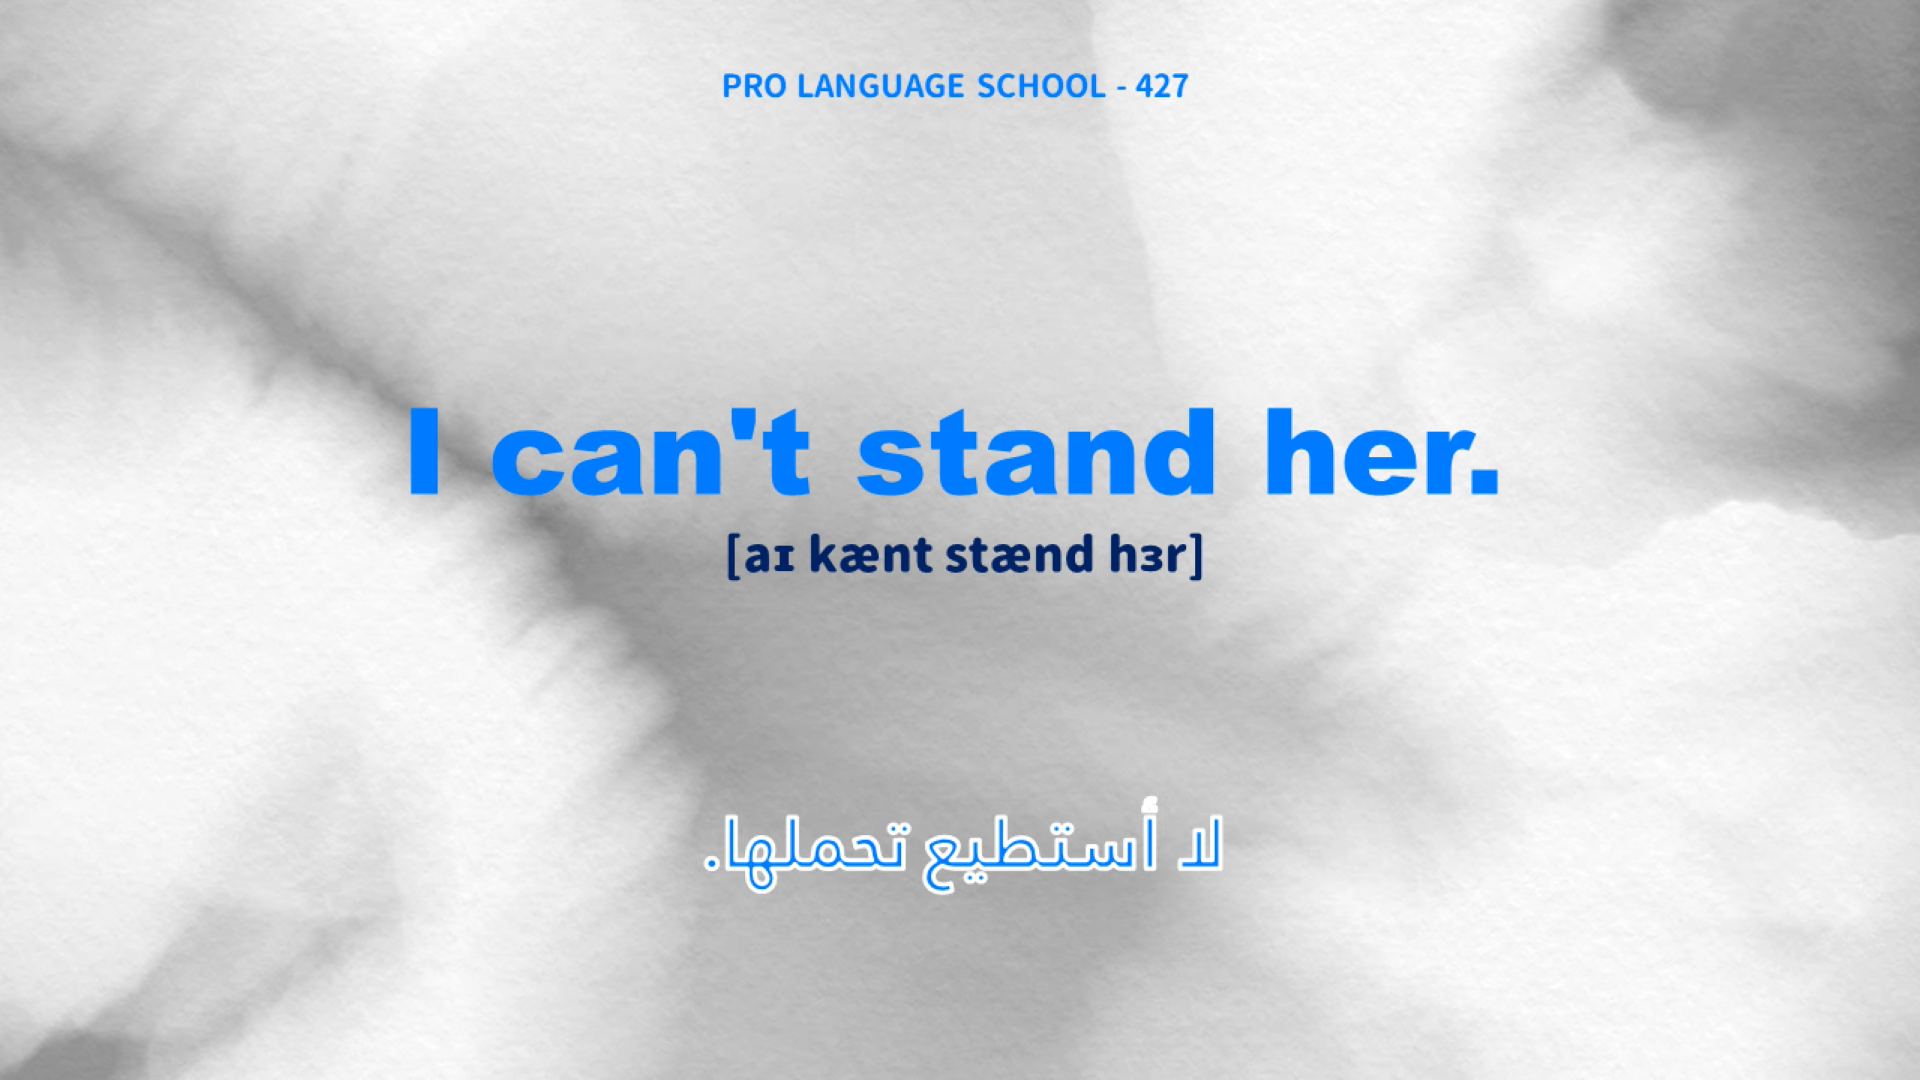 PRO LANGUAGE SCHOOL - 427
I can't stand her.
[aɪ kænt stænd hɜr]
لا أستطيع تحملها.